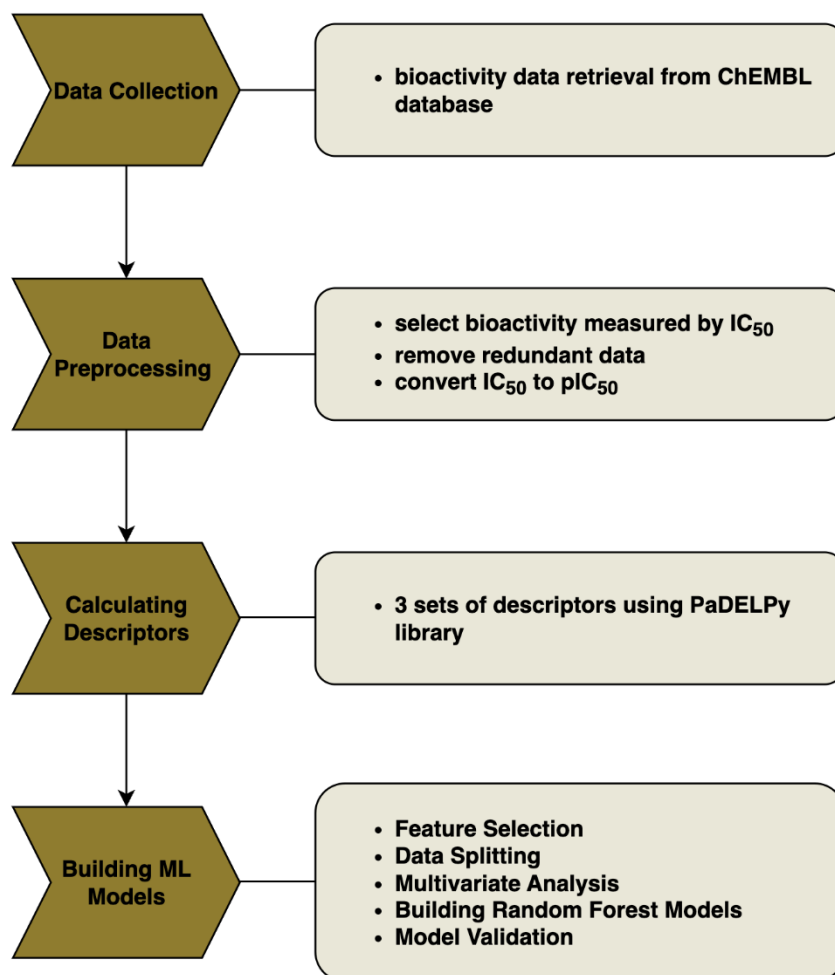 Data Collection
• bioactivity data retrieval from ChEMBL
database
Data
Preprocessing
• select bioactivity measured by IC50
• remove redundant data
• convert IC50 to pIC50
Calculating
Descriptors
• 3 sets of descriptors using PaDELPy
library
Building ML
Models
• Feature Selection
• Data Splitting
• Multivariate Analysis
• Building Random Forest Models
• Model Validation